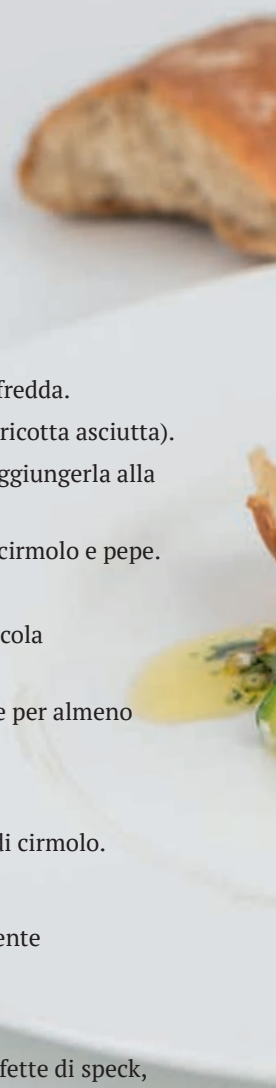 fredda.
ricotta asciutta).
ggiungerla alla
cirmolo e pepe.
cola
e per almeno
di cirmolo.
ente
fette di speck,